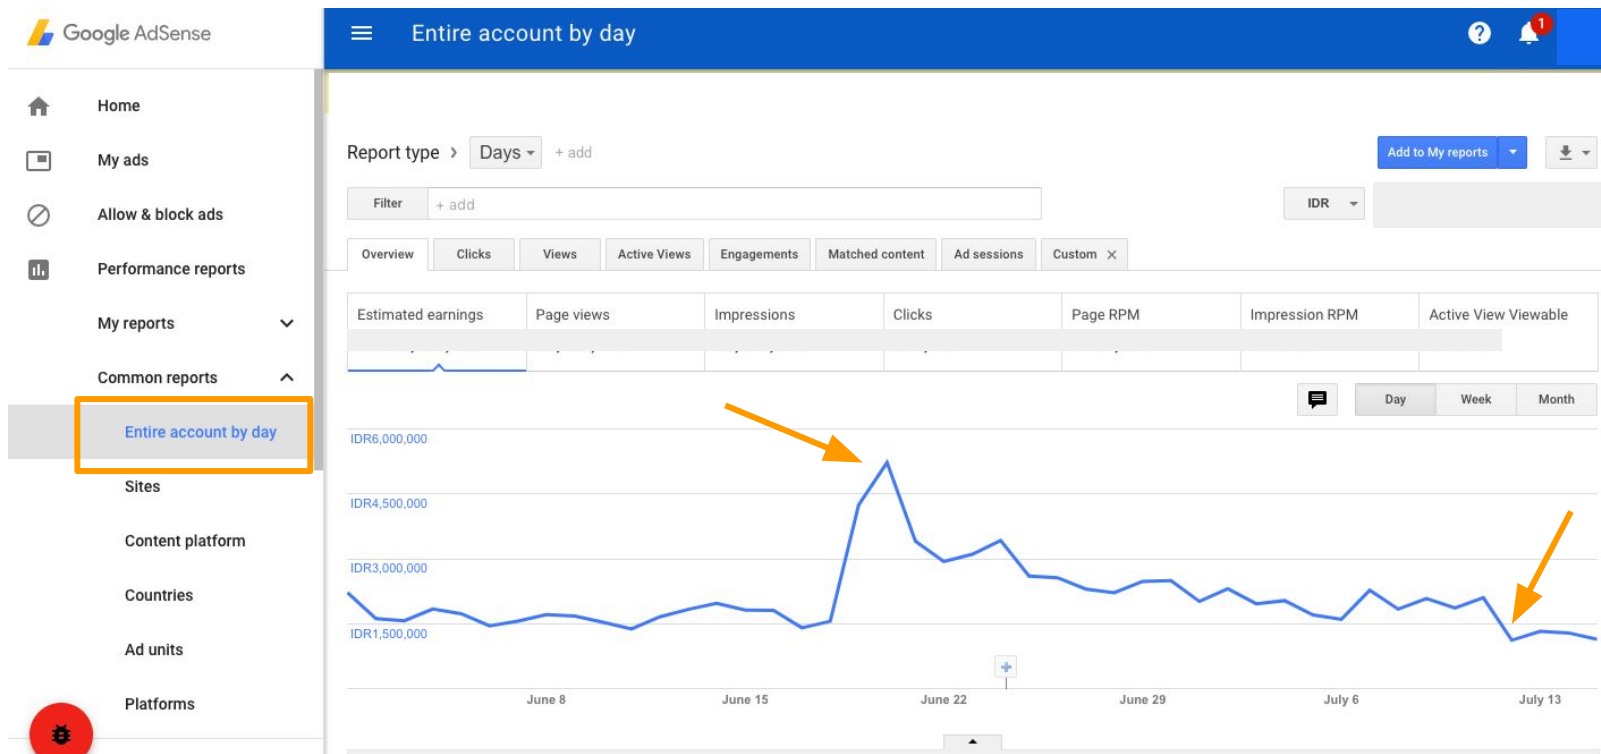 Google AdSense
Entire account by day
1
Home
My ads
Allow & block ads
Performance reports
My reports
Common reports
Entire account by day
Sites
Content platform
Countries
Ad units
Platforms
Report type > Days + add
Add to My reports
Filter + add
IDR
Overview Clicks Views Active Views Engagements Matched content Ad sessions Custom ×
Estimated earnings Page views Impressions Clicks Page RPM Impression RPM Active View Viewable
Day Week Month
IDR6,000,000
IDR4,500,000
IDR3,000,000
IDR1,500,000
June 8 June 15 June 22 June 29 July 6 July 13